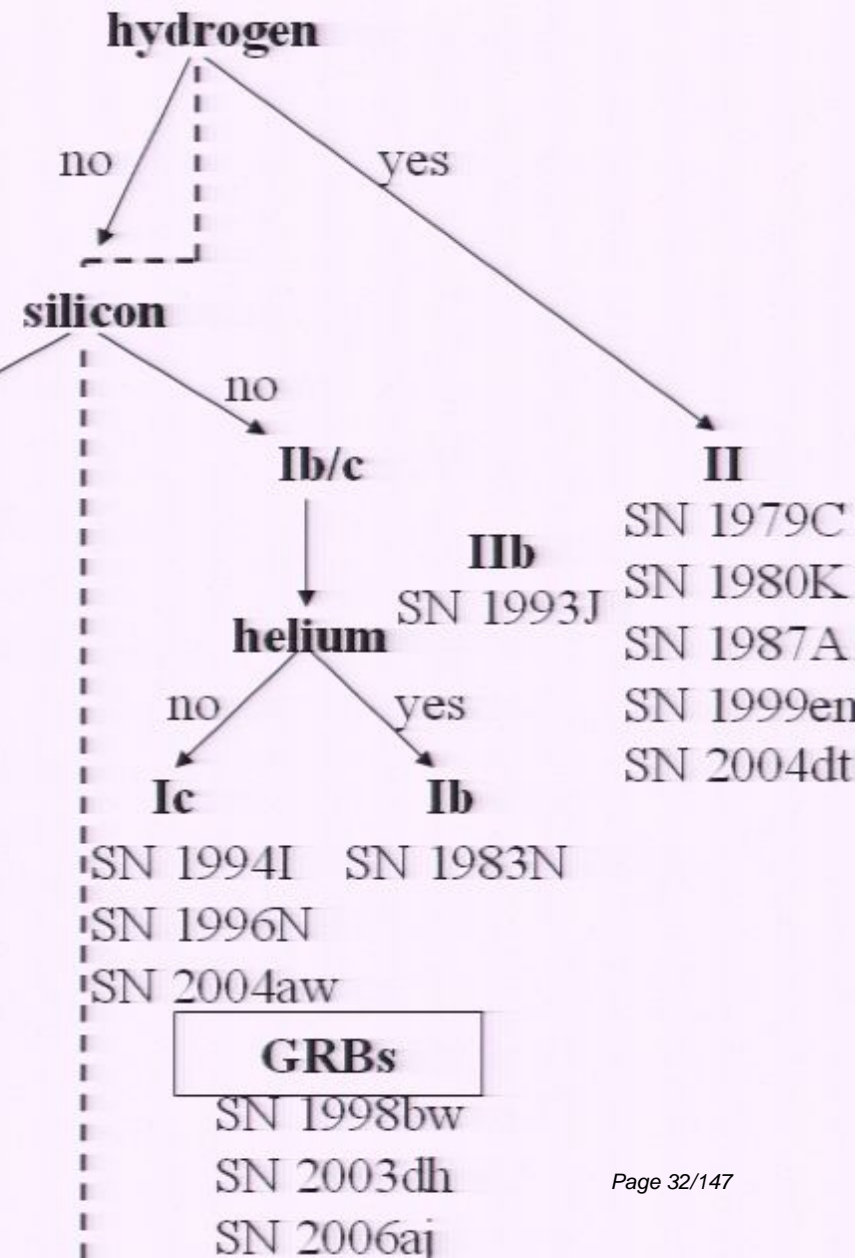 hydrogen
no
yes
silicon
no
Ib/c
II
SN 1979C
IIb
SN 1980K
SN 1993J
helium
SN 1987A
no
yes
SN 1999en
SN 2004dt
Ic
Ib
SN 1994I
SN 1983N
SN 1996N
SN 2004aw
GRBs
SN 1998bw
SN 2003dh
Page 32/147
SN 2006aj